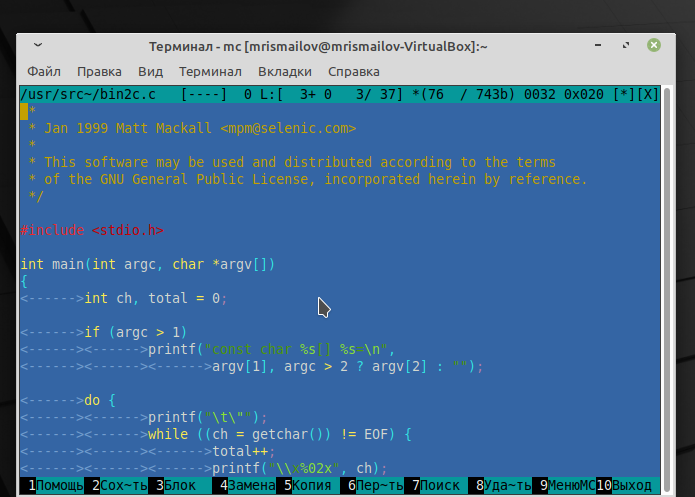 Терминал - mc [mrismailov@mrismailov-VirtualBox]:~
Файл Правка Вид Терминал Вкладки Справка
/usr/src~/bin2c.c [----] 0 L:[ 3+ 0 3/ 37] *(76 / 743b) 0032 0x020 [*][X]
*
* Jan 1999 Matt Mackall <mpm@selenic.com>
*
* This software may be used and distributed according to the terms
* of the GNU General Public License, incorporated herein by reference.
*/
#include <stdio.h>
int main(int argc, char *argv[])
{
<------>int ch, total = 0;
<------>if (argc > 1)
<------><------>printf("const char %s[] %s=\n",
<------><------><------>argv[1], argc > 2 ? argv[2] : "");
<------>do {
<------><------>printf("\t\"");
<------><------>while ((ch = getchar()) != EOF) {
<------><------><------>total++;
<------><------><------>printf("\\x%02x", ch);
1Помощь 2Сох~ть 3Блок 4Замена 5Копия 6Пер~ть 7Поиск 8Уда~ть 9МенюMC 10Выход